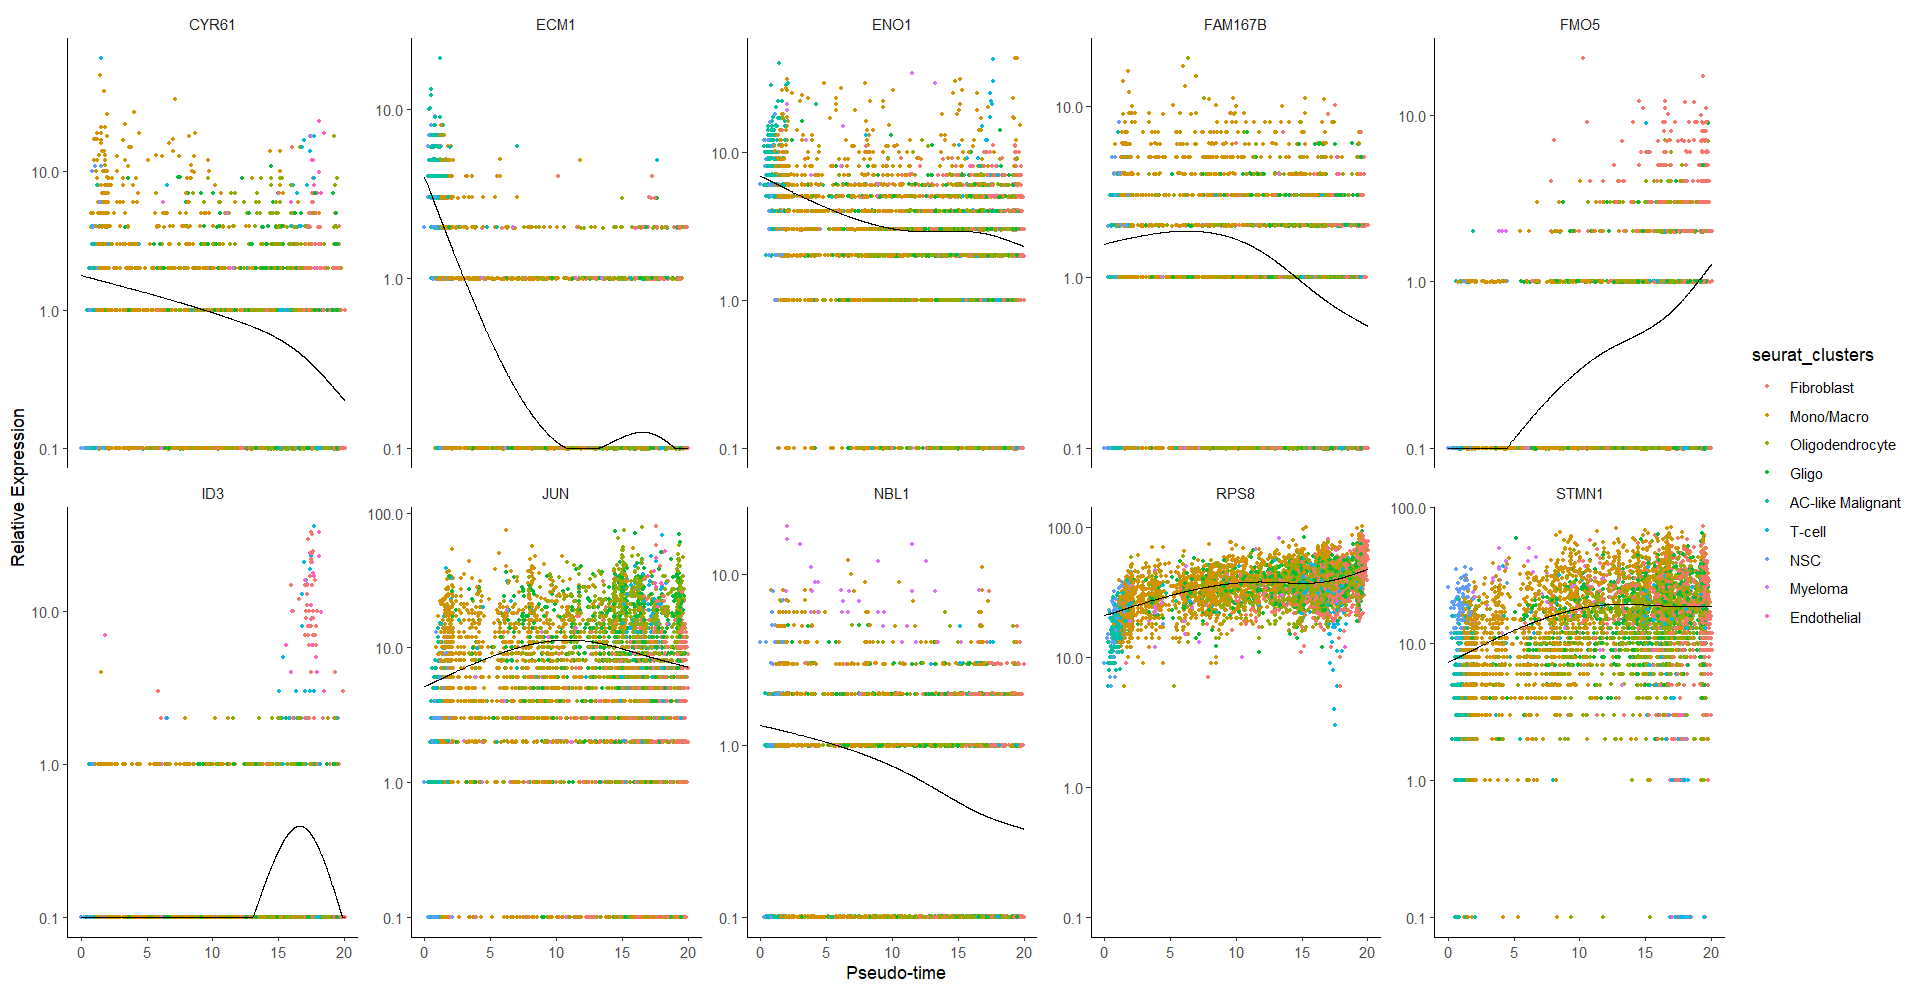 CYR61 ECM1 ENO1 FAM167B FMO5
10.0 1.0 0.1
10.0 1.0 0.1
10.0 1.0 0.1
10.0 1.0 0.1
10.0 1.0 0.1
Relative Expression
ID3 JUN NBL1 RPS8 STMN1
10.0 1.0 0.1
100.0 10.0 1.0 0.1
10.0 1.0 0.1
100.0 10.0 1.0 0.1
100.0 10.0 1.0 0.1
0 5 10 15 20 0 5 10 15 20 0 5 10 15 20 0 5 10 15 20 0 5 10 15 20
Pseudo-time
seurat_clusters
Fibroblast
Mono/Macro
Oligodendrocyte
Gligo
AC-like Malignant
T-cell
NSC
Myeloma
Endothelial